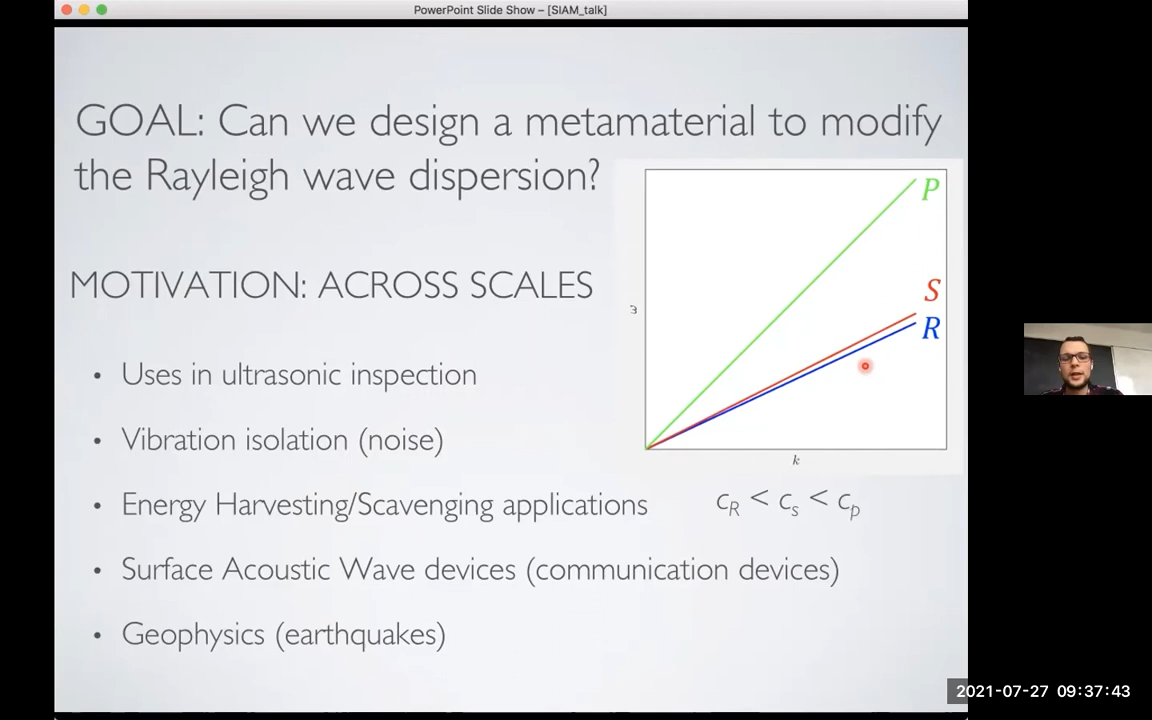 PowerPoint Slide Show – [SIAM_talk]
GOAL: Can we design a metamaterial to modify
the Rayleigh wave dispersion?
P
MOTIVATION: ACROSS SCALES
S
ω
R
• Uses in ultrasonic inspection
• Vibration isolation (noise)
k
• Energy Harvesting/Scavenging applications
c_R < c_s < c_p
• Surface Acoustic Wave devices (communication devices)
• Geophysics (earthquakes)
2021-07-27 09:37:43